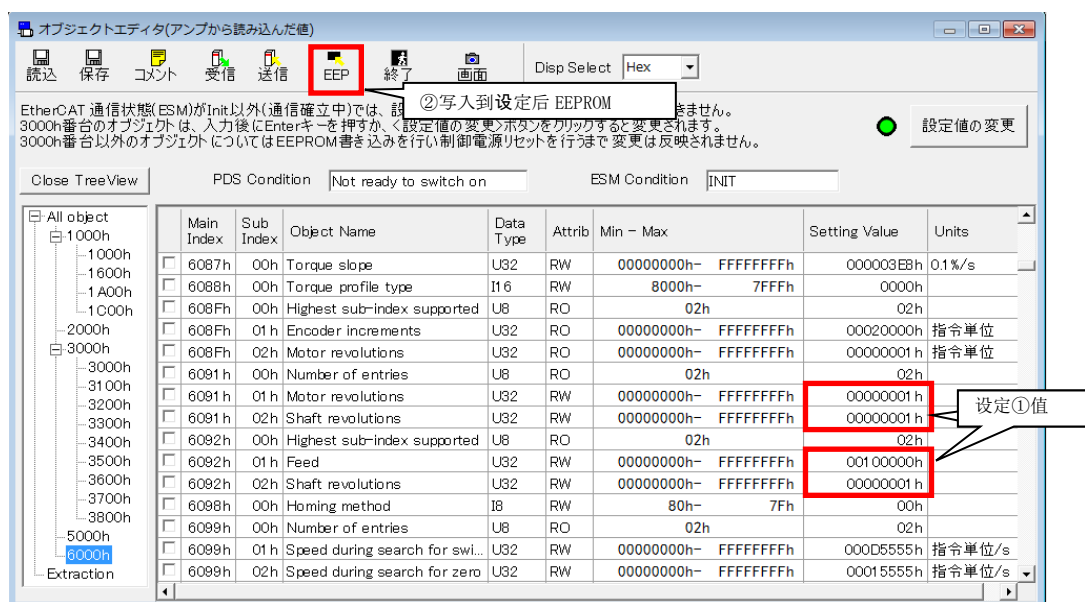 オブジェクトエディタ(アンプから読み込んだ値)
読込 保存 コメント 受信 送信 EEP 終了 画面 Disp Select Hex
②写入到设定后 EEPROM
EtherCAT 通信状態(ESM)がInit以外(通信確立中)では、設 きません。
3000h番台のオブジェクトは、入力後にEnterキーを押すか、<設定値の変更>ボタンをクリックすると変更されます。
3000h番台以外のオブジェクトについてはEEPROM書き込みを行い制御電源リセットを行うまで変更は反映されません。
設定値の変更
Close TreeView PDS Condition Not ready to switch on ESM Condition INIT
All object
1000h
1000h
1600h
1A00h
1C00h
2000h
3000h
3000h
3100h
3200h
3300h
3400h
3500h
3600h
3700h
3800h
5000h
6000h
Extraction
Main Index Sub Index Object Name Data Type Attrib Min - Max Setting Value Units
6087h 00h Torque slope U32 RW 00000000h- FFFFFFFFh 000003E8h 0.1%/s
6088h 00h Torque profile type I16 RW 8000h- 7FFFh 0000h
608Fh 00h Highest sub-index supported U8 RO 02h 02h
608Fh 01h Encoder increments U32 RO 00000000h- FFFFFFFFh 00020000h 指令単位
608Fh 02h Motor revolutions U32 RO 00000000h- FFFFFFFFh 00000001h 指令単位
6091h 00h Number of entries U8 RO 02h 02h
6091h 01h Motor revolutions U32 RW 00000000h- FFFFFFFFh 00000001h
6091h 02h Shaft revolutions U32 RW 00000000h- FFFFFFFFh 00000001h
6092h 00h Highest sub-index supported U8 RO 02h 02h
6092h 01h Feed U32 RW 00000000h- FFFFFFFFh 00100000h
6092h 02h Shaft revolutions U32 RW 00000000h- FFFFFFFFh 00000001h
6098h 00h Homing method I8 RW 80h- 7Fh 00h
6099h 00h Number of entries U8 RO 02h 02h
6099h 01h Speed during search for swi... U32 RW 00000000h- FFFFFFFFh 000D5555h 指令単位/s
6099h 02h Speed during search for zero U32 RW 00000000h- FFFFFFFFh 00015555h 指令単位/s
设定①值